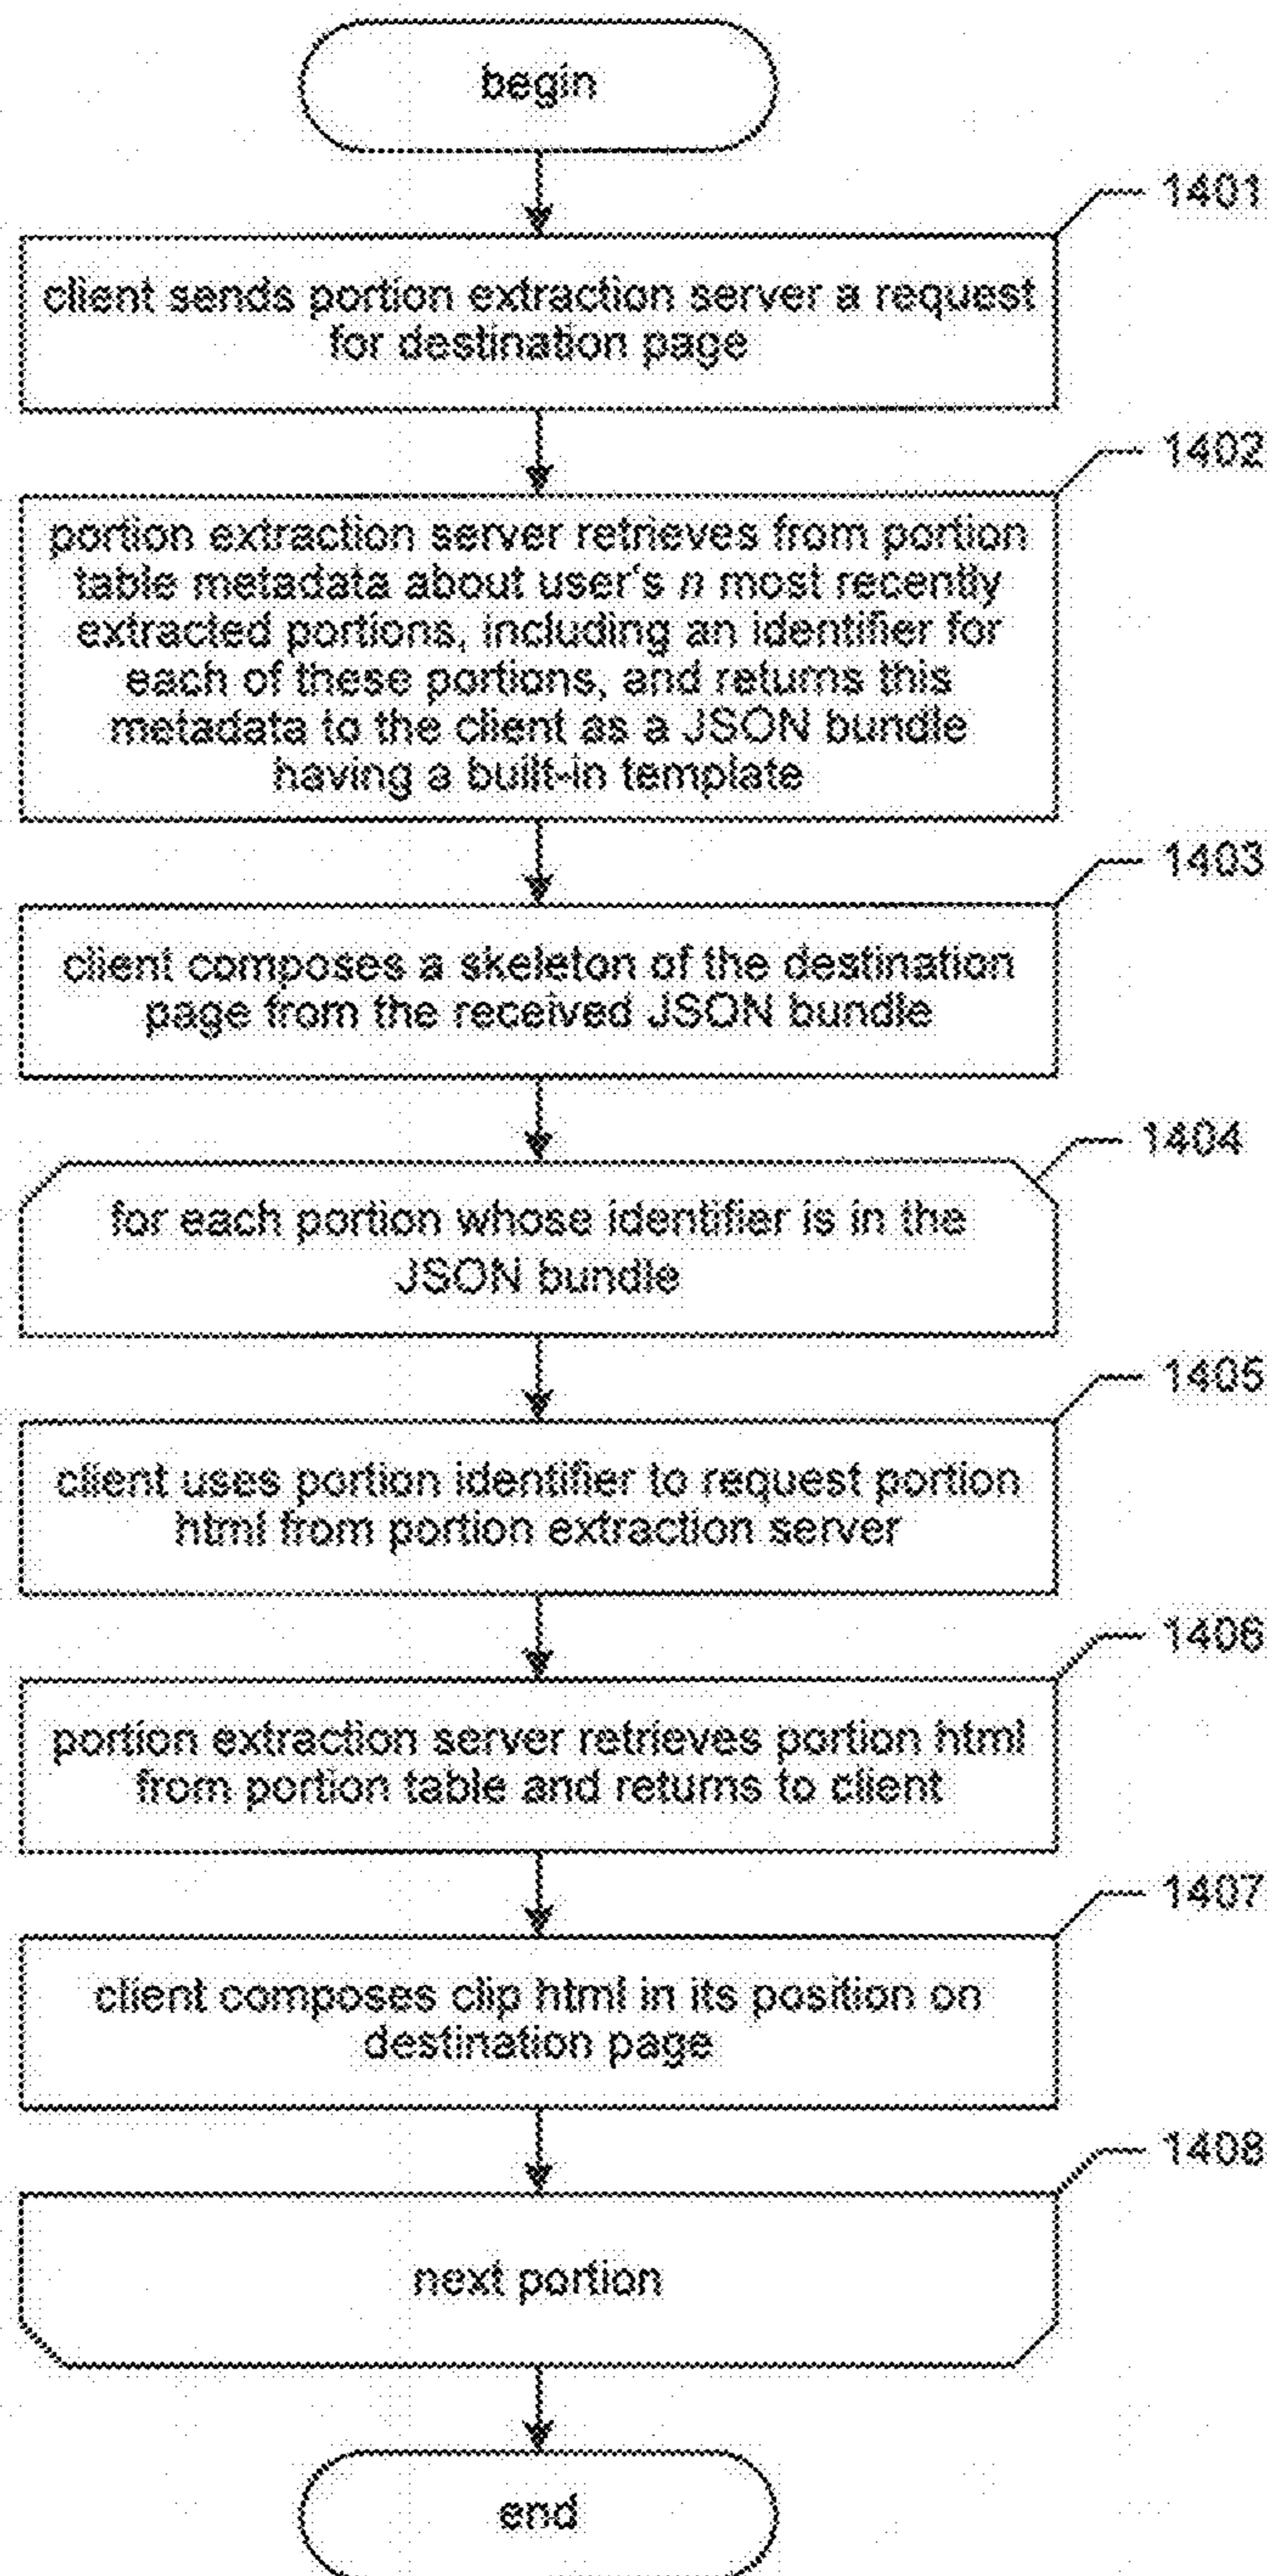 begin
1401
client sends portion extraction server a request
for destination page
1402
portion extraction server retrieves from portion
table metadata about user's n most recently
extracted portions, including an identifier for
each of these portions, and returns this
metadata to the client as a JSON bundle
having a built-in template
1403
client composes a skeleton of the destination
page from the received JSON bundle
1404
for each portion whose identifier is in the
JSON bundle
1405
client uses portion identifier to request portion
html from portion extraction server
1406
portion extraction server retrieves portion html
from portion table and returns to client
1407
client composes clip html in its position on
destination page
1408
next portion
end